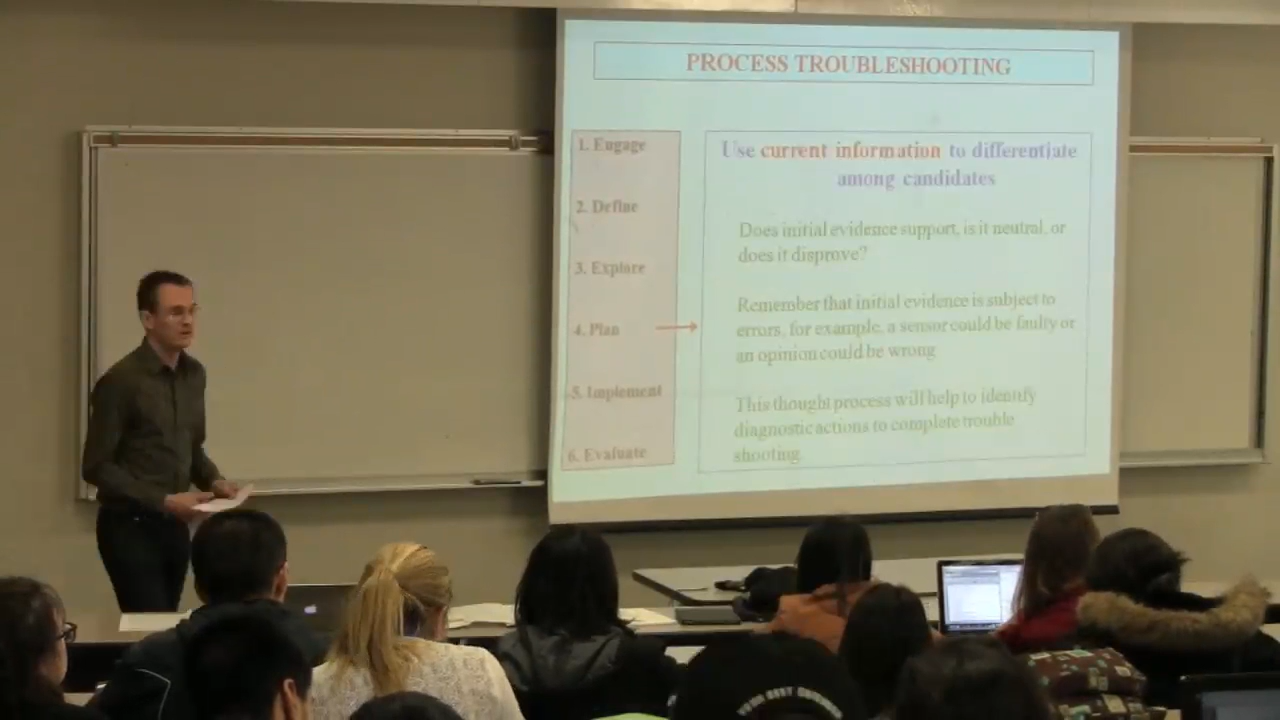 PROCESS TROUBLESHOOTING
1. Engage
2. Define
3. Explore
4. Plan
5. Implement
6. Evaluate
Use current information to differentiate
among candidates
Does initial evidence support, is it neutral, or
does it disprove?
Remember that initial evidence is subject to
errors, for example, a sensor could be faulty or
an opinion could be wrong
This thought process will help to identify
diagnostic actions to complete trouble
shooting.
YOUR BEST